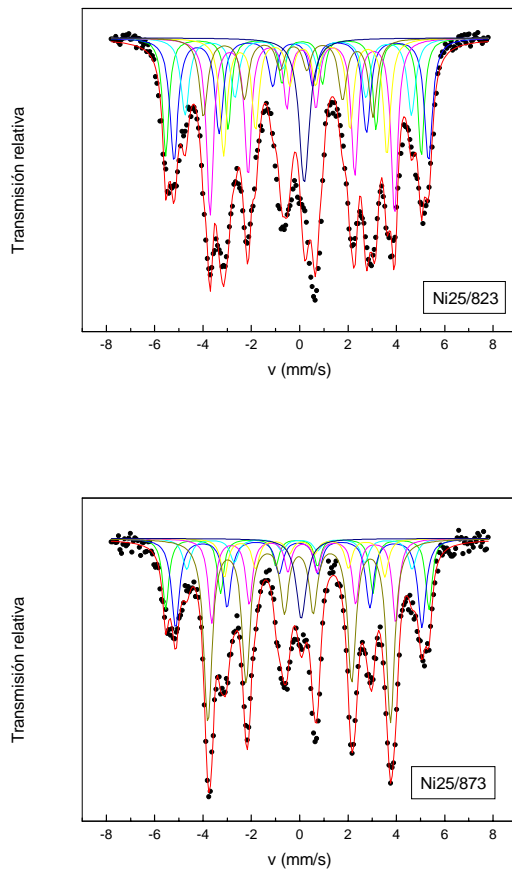 Transmisión relativa
Ni25/823
-8 -6 -4 -2 0 2 4 6 8
v (mm/s)
Transmisión relativa
Ni25/873
-8 -6 -4 -2 0 2 4 6 8
v (mm/s)